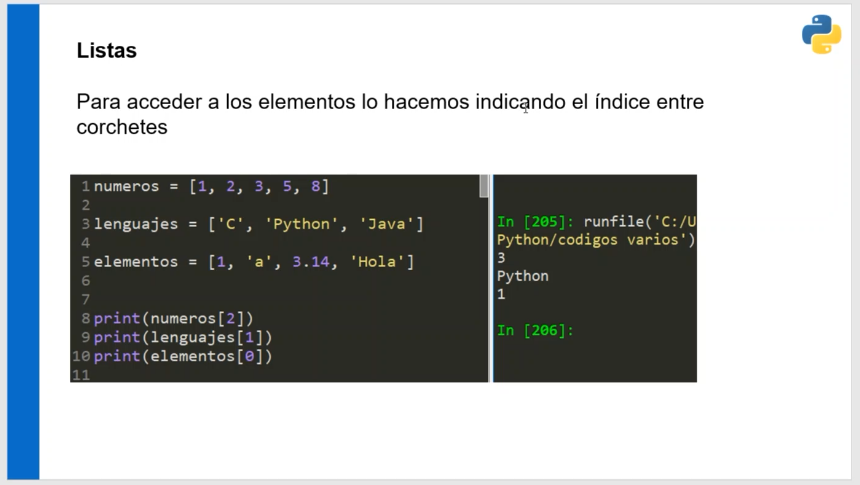 Listas
Para acceder a los elementos lo hacemos indicando el índice entre
corchetes
1 numeros = [1, 2, 3, 5, 8]
2
3 lenguajes = ['C', 'Python', 'Java']
4
5 elementos = [1, 'a', 3.14, 'Hola']
6
7
8 print(numeros[2])
9 print(lenguajes[1])
10 print(elementos[0])
11
In [205]: runfile('C:/U
Python/codigos varios')
3
Python
1
In [206]: